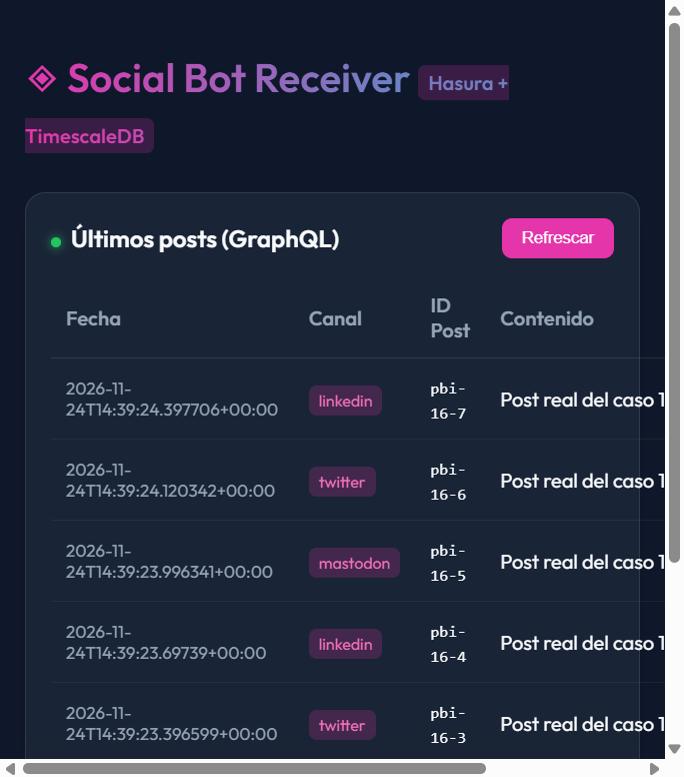 Social Bot Receiver Hasura +
TimescaleDB
Últimos posts (GraphQL)
Refrescar
Fecha Canal ID Post Contenido
2026-11-
24T14:39:24.397706+00:00
linkedin
pbi-
16-7
Post real del caso 1
2026-11-
24T14:39:24.120342+00:00
twitter
pbi-
16-6
Post real del caso 1
2026-11-
24T14:39:23.996341+00:00
mastodon
pbi-
16-5
Post real del caso 1
2026-11-
24T14:39:23.69739+00:00
linkedin
pbi-
16-4
Post real del caso 1
2026-11-
24T14:39:23.396599+00:00
twitter
pbi-
16-3
Post real del caso 1